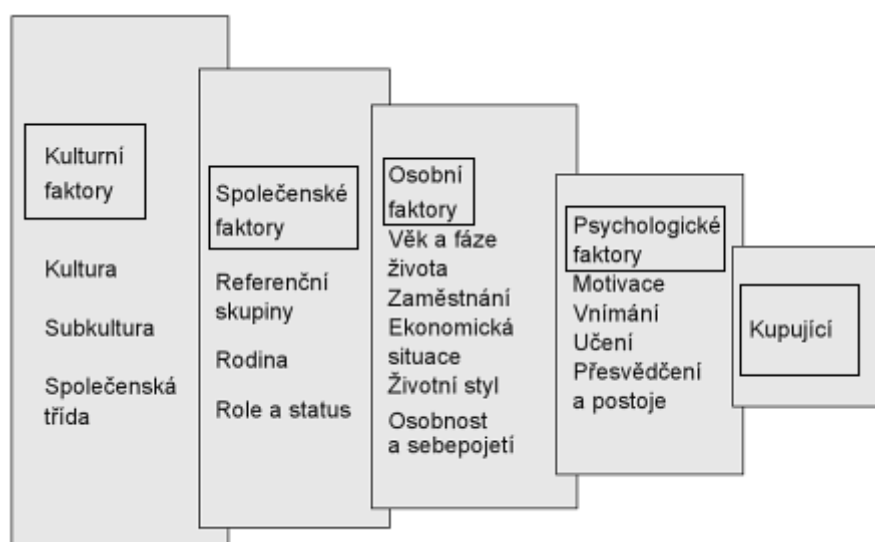 Kulturní
faktory
Kultura
Subkultura
Společenská
třída
Společenské
faktory
Referenční
skupiny
Rodina
Role a status
Osobní
faktory
Věk a fáze
života
Zaměstnání
Ekonomická
situace
Životní styl
Osobnost
a sebepojetí
Psychologické
faktory
Motivace
Vnímání
Učení
Přesvědčení
a postoje
Kupující